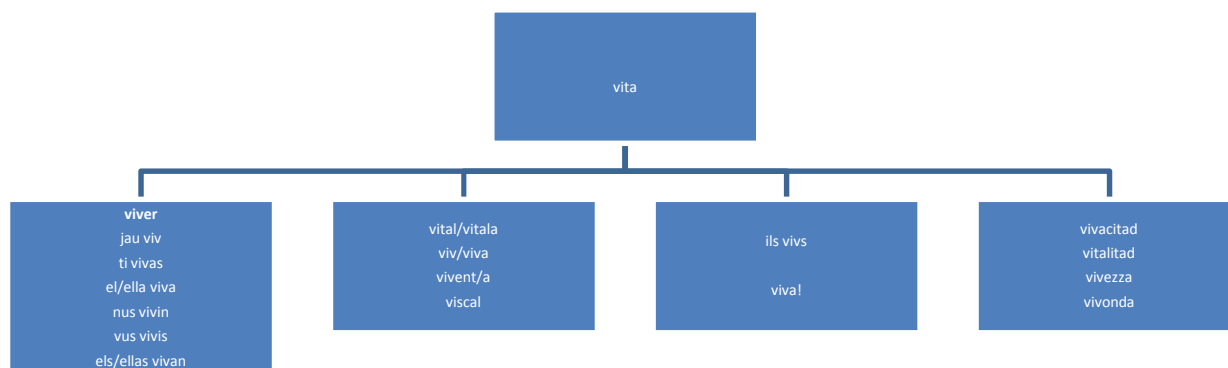 vita
viver
jau viv
ti vivas
el/ella viva
nus vivin
vus vivis
els/ellas vivan
vital/vitala
viv/viva
vivent/a
viscal
ils vivs
viva!
vivacitad
vitalitad
vivezza
vivonda